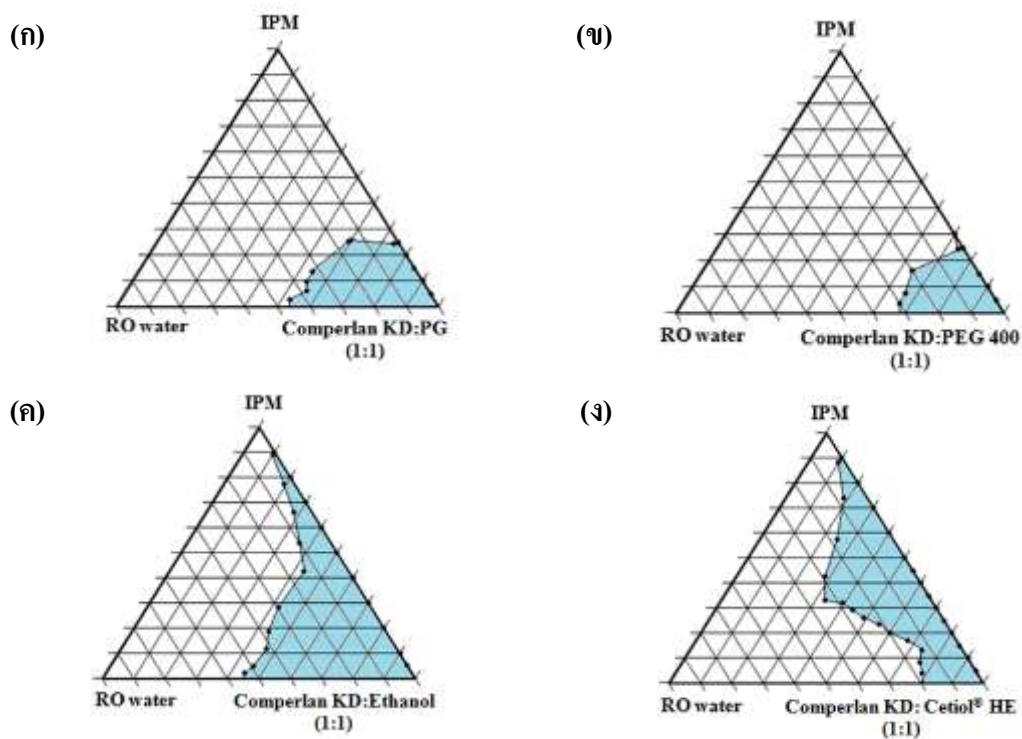 (ก)
IPM
RO water
Comperlan KD:PG
(1:1)
(ข)
IPM
RO water
Comperlan KD:PEG 400
(1:1)
(ค)
IPM
RO water
Comperlan KD:Ethanol
(1:1)
(ง)
IPM
RO water
Comperlan KD: Cetiol® HE
(1:1)